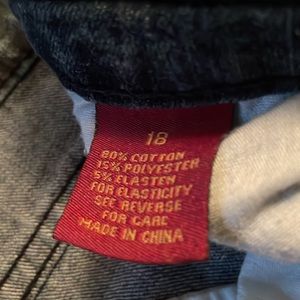 18
80% COTTON
15% POLYESTER
5% ELASTEN
FOR ELASTICITY
SEE REVERSE
FOR CARE
MADE IN CHINA